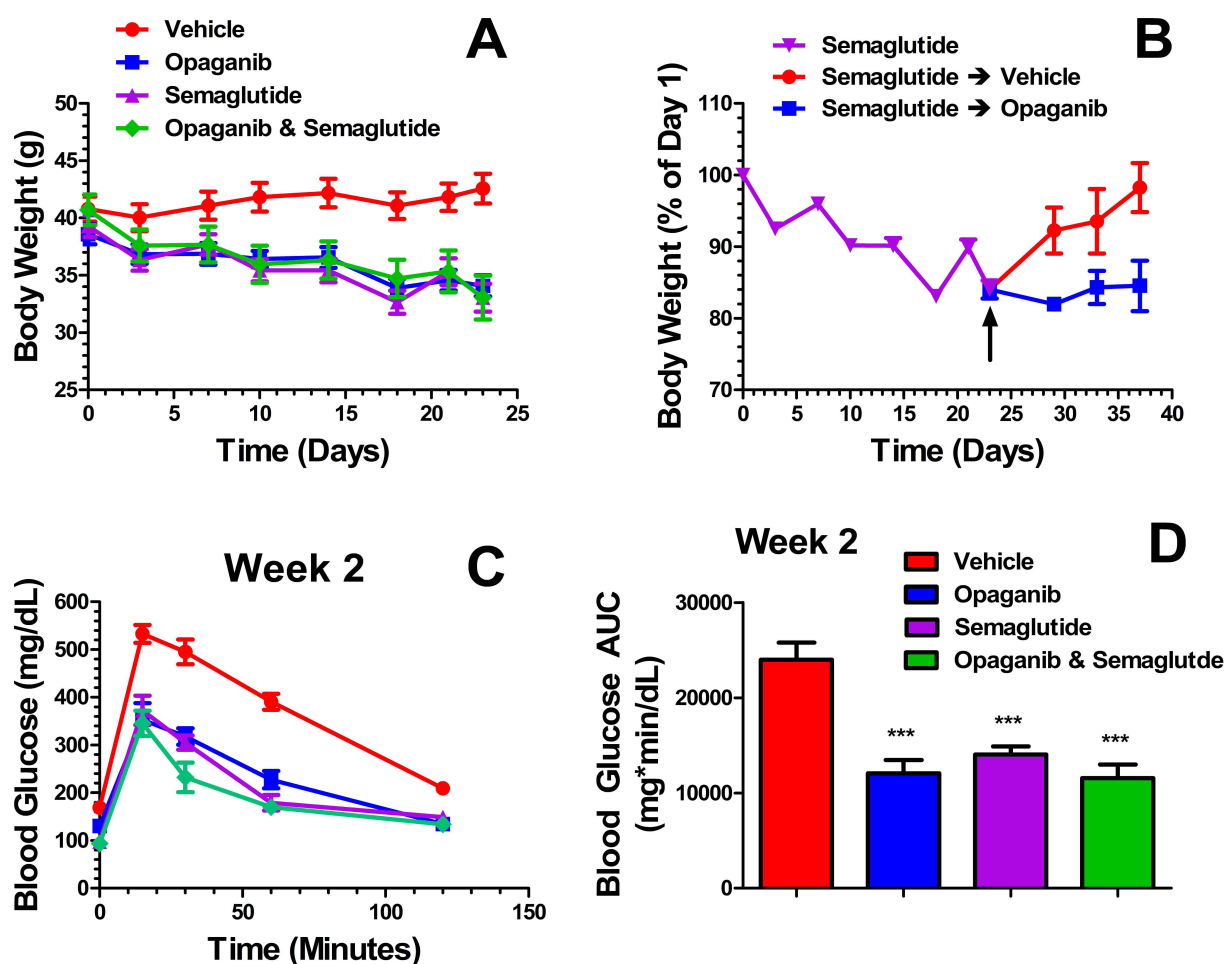 A
Vehicle
Opaganib
Semaglutide
Opaganib & Semaglutide
Body Weight (g)
50
45
40
35
30
25
0 5 10 15 20 25
Time (Days)
B
Semaglutide
Semaglutide ➔ Vehicle
Semaglutide ➔ Opaganib
Body Weight (% of Day 1)
110
100
90
80
70
0 5 10 15 20 25 30 35 40
Time (Days)
Week 2
C
Blood Glucose (mg/dL)
600
500
400
300
200
100
0
0 50 100 150
Time (Minutes)
Week 2
D
Vehicle
Opaganib
Semaglutide
Opaganib & Semaglutde
Blood Glucose AUC
(mg*min/dL)
30000
20000
10000
0
*** *** ***